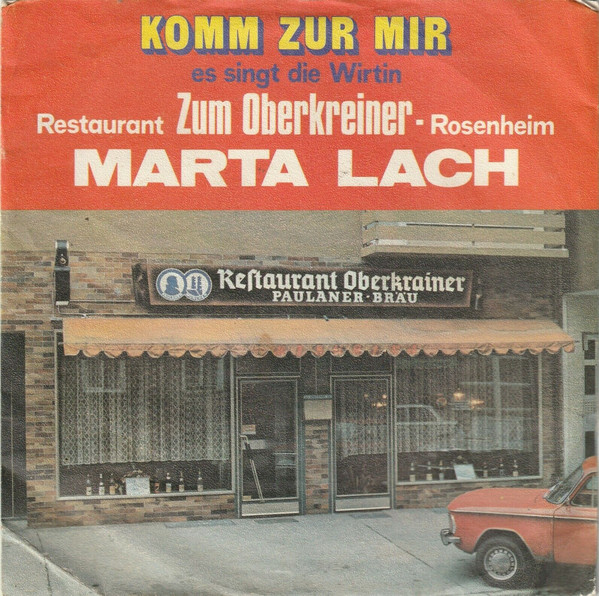 KOMM ZUR MIR
es singt die Wirtin
Restaurant Zum Oberkreiner - Rosenheim
MARTA LACH
Restaurant Oberkrainer
PAULANER · BRÄU